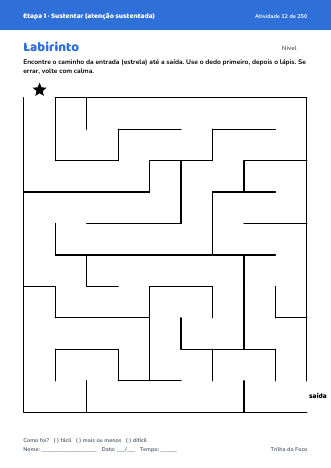 Etapa 1 · Sustentar (atenção sustentada)
Atividade 12 de 250
Labirinto
Nível
Encontre o caminho da entrada (estrela) até a saída. Use o dedo primeiro, depois o lápis. Se
errar, volte com calma.
saída
Como foi? ( ) fácil ( ) mais ou menos ( ) difícil
Nome: ____________________ Data: ___/___ Tempo: ______
Trilha do Foco